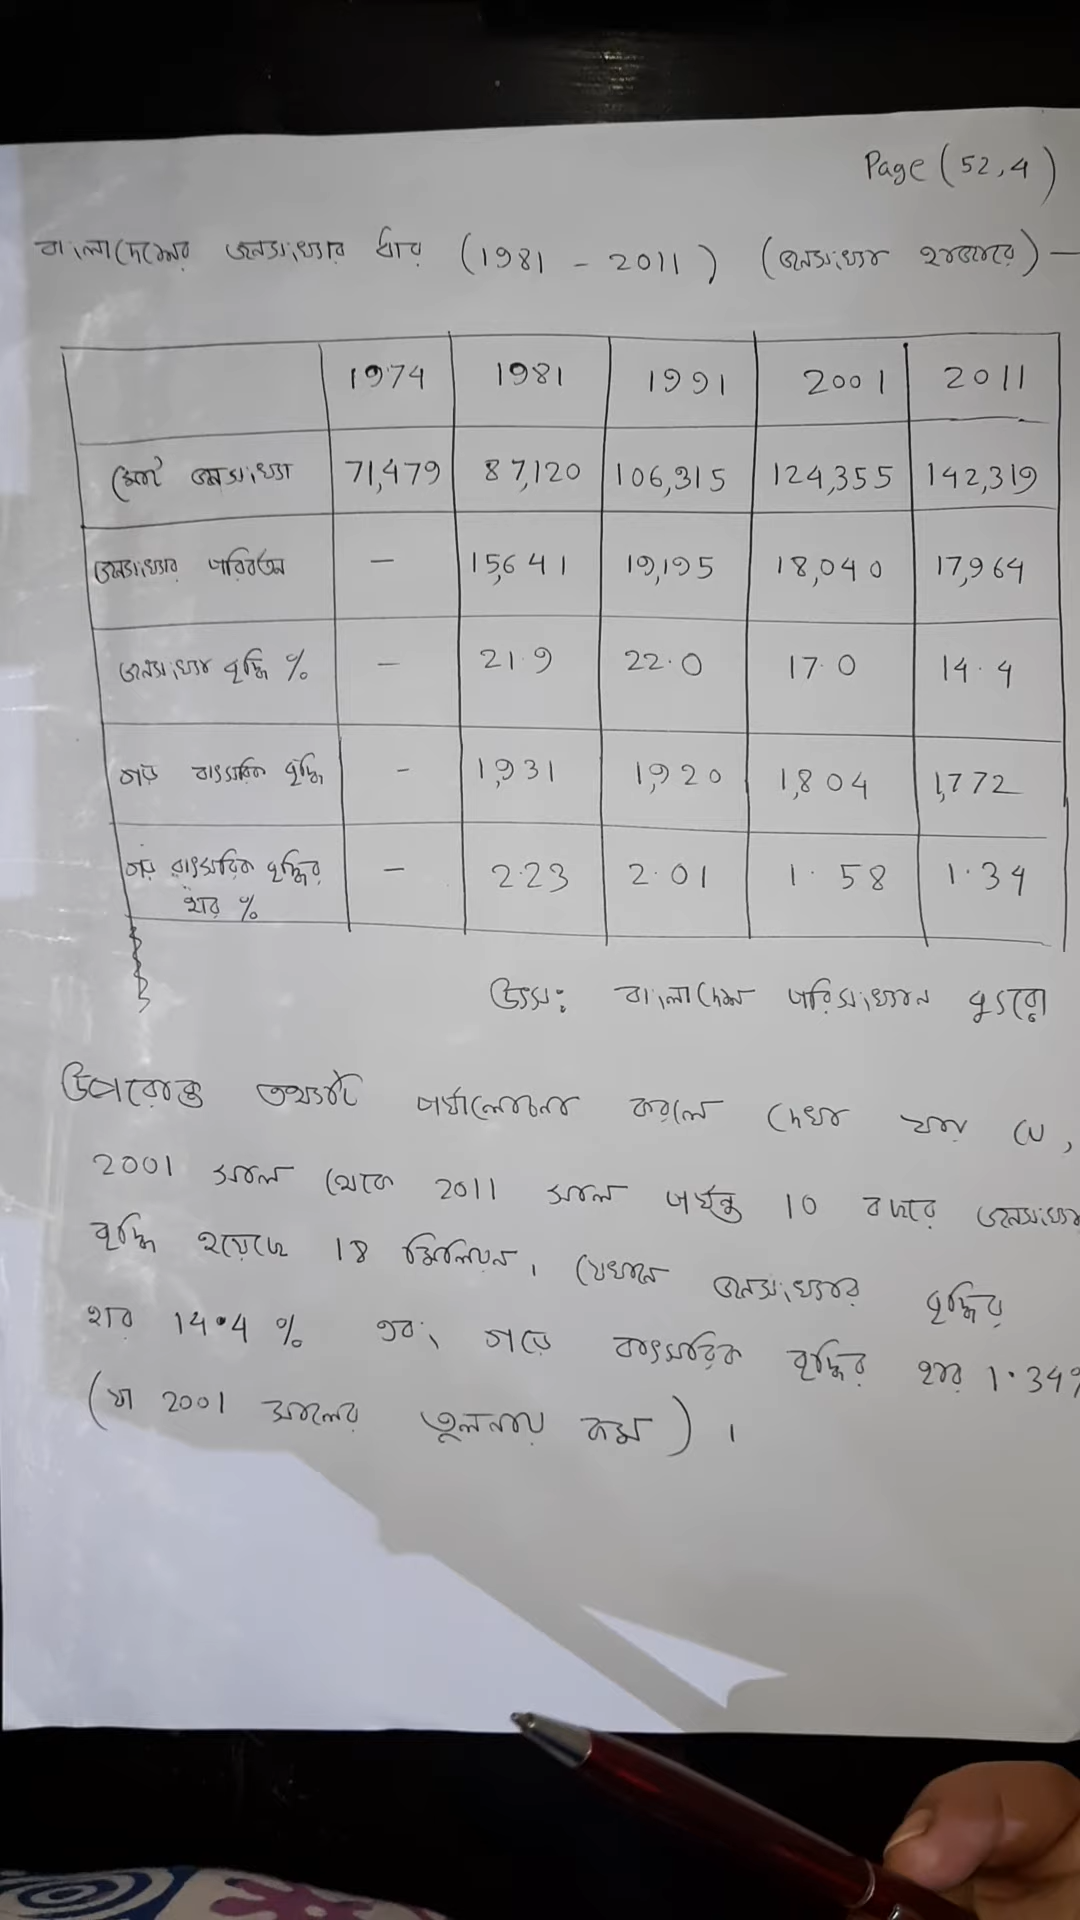 Page (52,4)
বাংলাদেশের জনসংখ্যার ধার (1981 - 2011) (জনসংখ্যা হাজারে) —
1974 1981 1991 2001 2011
মোট জনসংখ্যা 71,479 87,120 106,315 124,355 142,319
জনসংখ্যার পরিবর্তন — 15,641 19,195 18,040 17,964
জনসংখ্যা বৃদ্ধি % — 21.9 22.0 17.0 14.4
গড় বাৎসরিক বৃদ্ধি - 1,931 1,920 1,804 1,772
গড় বাৎসরিক বৃদ্ধির — 2.23 2.01 1.58 1.34
হার %
উৎস: বাংলাদেশ পরিসংখ্যান বুড়রো
উপরোক্ত তথ্যটি পর্যালোচনা করলে দেখা যায় যে,
2001 সাল থেকে 2011 সাল পর্যন্ত 10 বছরে জনসংখ্যা
বৃদ্ধি হয়েছে 18 মিলিয়ন, যেখানে জনসংখ্যার বৃদ্ধির
হার 14.4 % এবং গড়ে বাৎসরিক বৃদ্ধির হার 1.34%
(যা 2001 সালের তুলনায় কম) ।